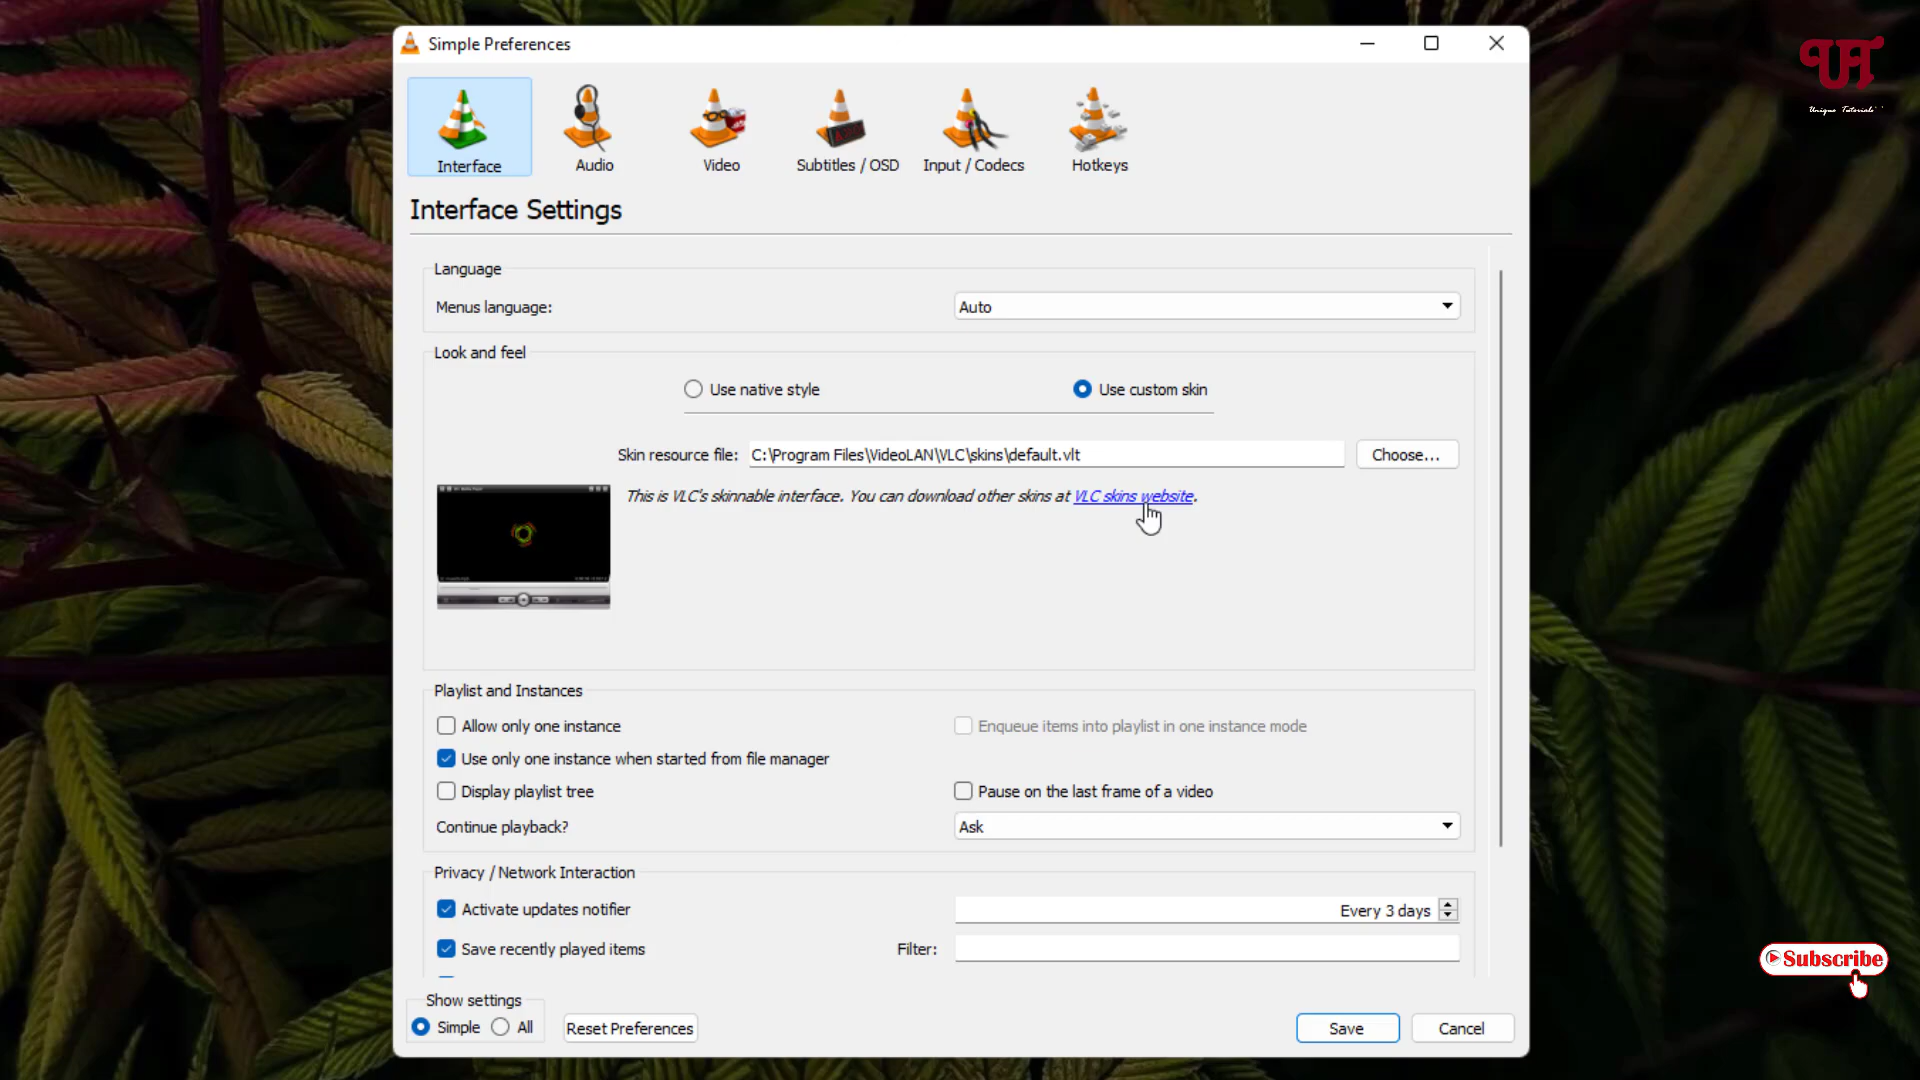 Simple Preferences
Interface
Audio
Video
Subtitles / OSD
Input / Codecs
Hotkeys
Interface Settings
Language
Menus language:
Auto
Look and feel
Use native style
Use custom skin
Skin resource file:
C:\Program Files\VideoLAN\VLC\skins\default.vlt
Choose...
This is VLC's skinnable interface. You can download other skins at VLC skins website.
Playlist and Instances
Allow only one instance
Enqueue items into playlist in one instance mode
Use only one instance when started from file manager
Display playlist tree
Pause on the last frame of a video
Continue playback?
Ask
Privacy / Network Interaction
Activate updates notifier
Every 3 days
Save recently played items
Filter:
Show settings
Simple
All
Reset Preferences
Save
Cancel
UT
Unique Tutorials
Subscribe